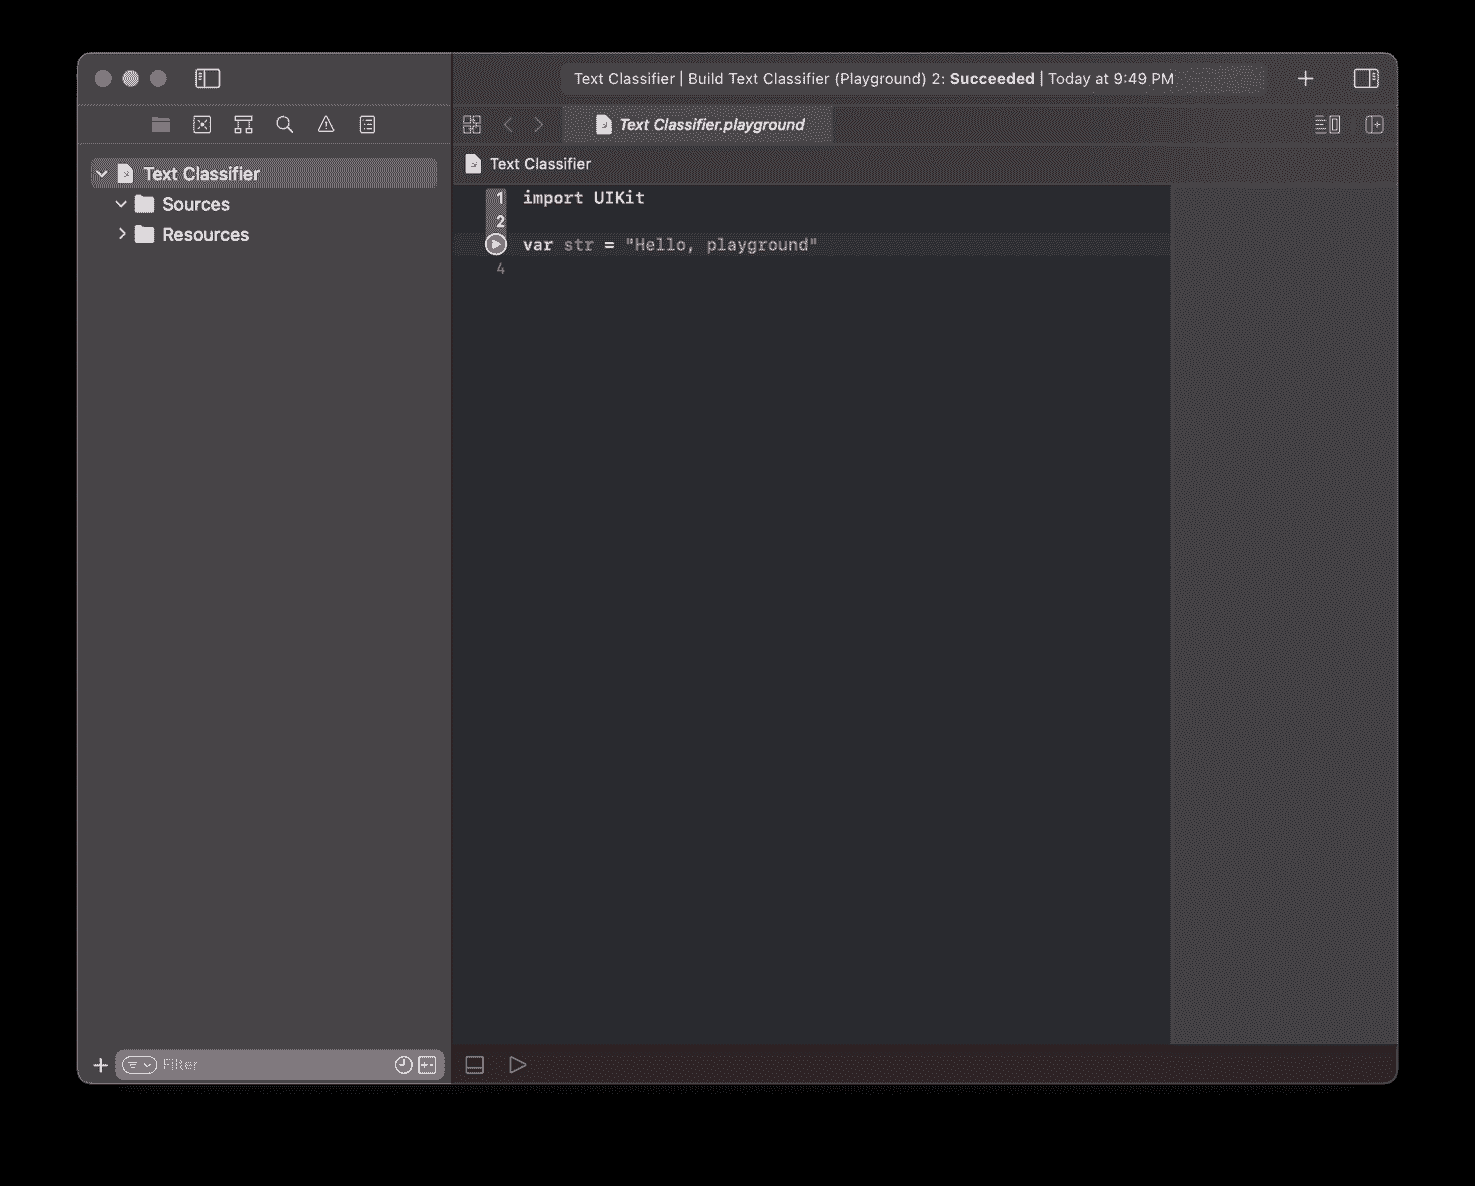 Text Classifier | Build Text Classifier (Playground) 2: Succeeded | Today at 9:49 PM
Text Classifier.playground
Text Classifier
Sources
Resources
Text Classifier
1 import UIKit
2
var str = "Hello, playground"
4
Filter